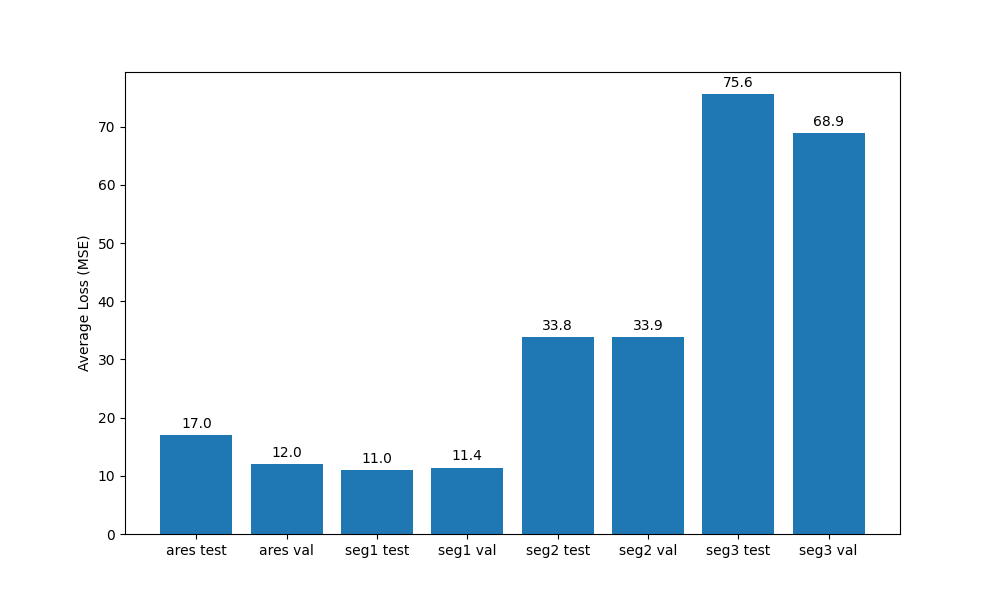 75.6
68.9
33.8
33.9
17.0
12.0
11.0
11.4
Average Loss (MSE)
70
60
50
40
30
20
10
0
ares test
ares val
seg1 test
seg1 val
seg2 test
seg2 val
seg3 test
seg3 val